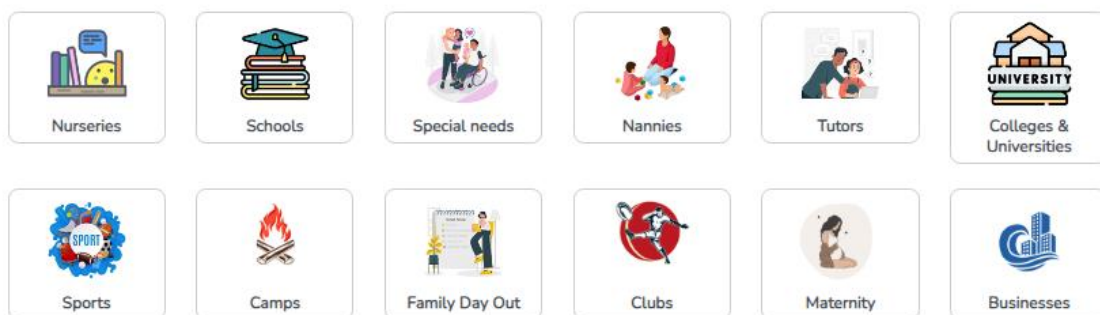 Nurseries
Schools
Special needs
Nannies
Tutors
UNIVERSITY
Colleges &
Universities
SPORT
Sports
Camps
Family Day Out
Clubs
Maternity
Businesses